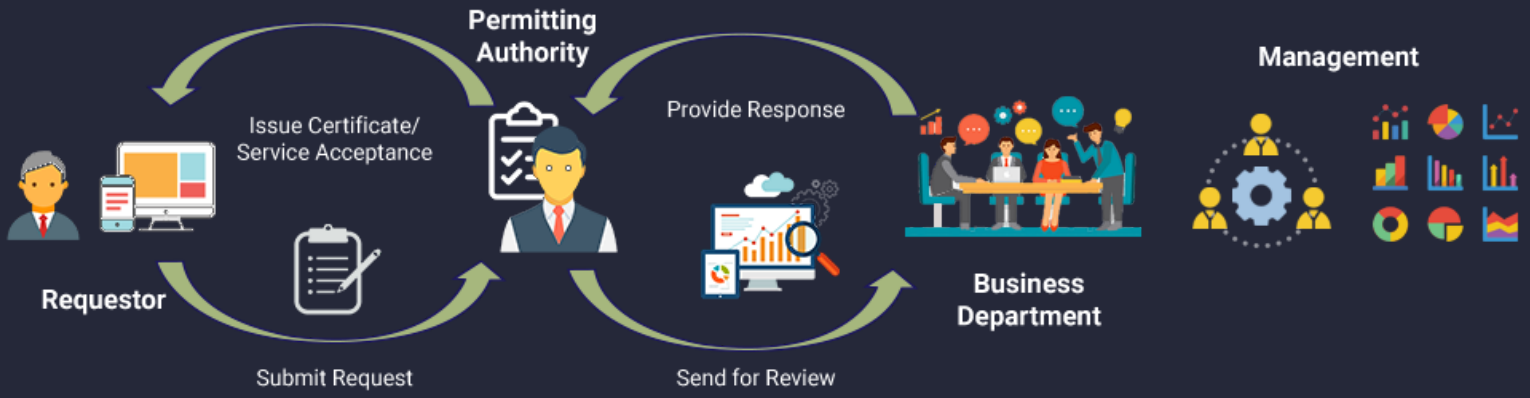 Permitting
Authority
Management
Issue Certificate/
Service Acceptance
Provide Response
Requestor
Business
Department
Submit Request
Send for Review